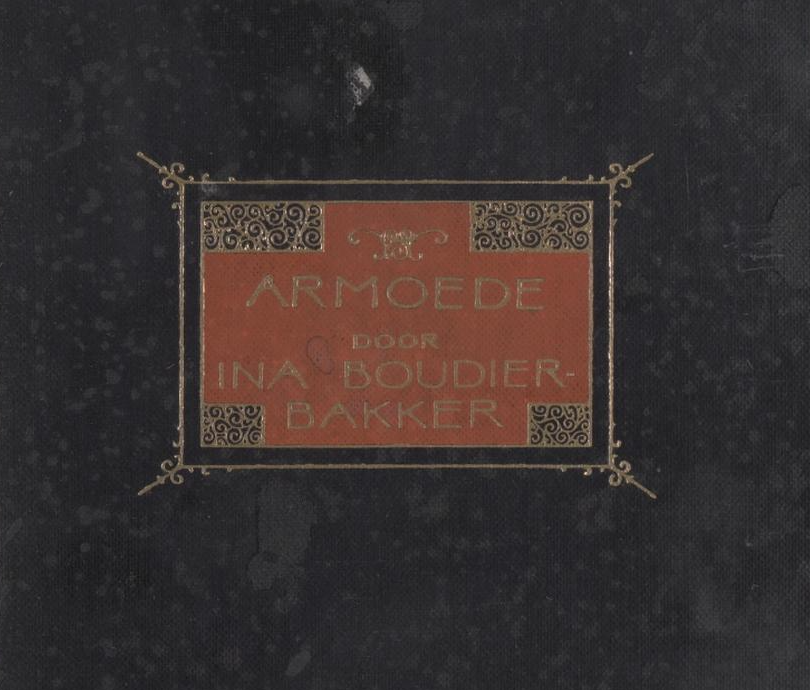 ARMOEDE
DOOR
INA BOUDIER-
BAKKER